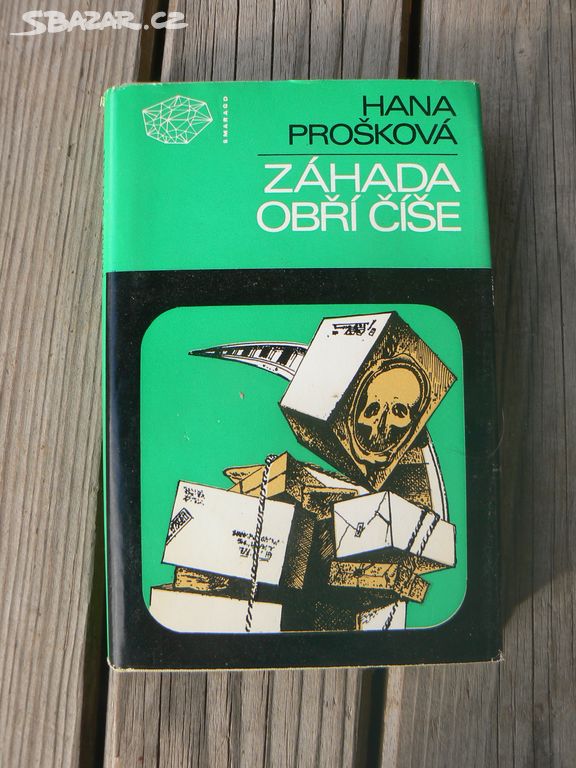 SBAZAR.CZ
SMARAGD
HANA
PROŠKOVÁ
ZÁHADA
OBŘÍ ČÍŠE